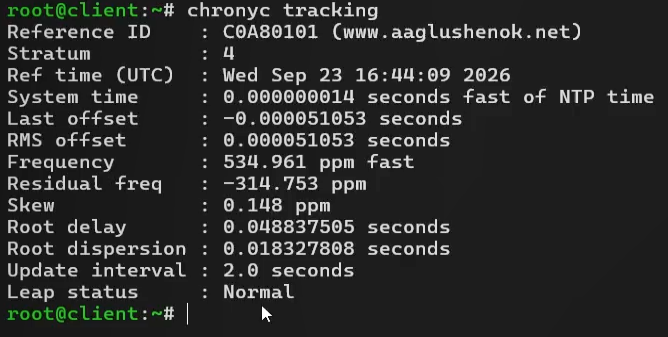 root@client:~# chronyc tracking
Reference ID    : C0A80101 (www.aaglushenok.net)
Stratum         : 4
Ref time (UTC)  : Wed Sep 23 16:44:09 2026
System time     : 0.000000014 seconds fast of NTP time
Last offset     : -0.000051053 seconds
RMS offset      : 0.000051053 seconds
Frequency       : 534.961 ppm fast
Residual freq   : -314.753 ppm
Skew            : 0.148 ppm
Root delay      : 0.048837505 seconds
Root dispersion : 0.018327808 seconds
Update interval : 2.0 seconds
Leap status     : Normal
root@client:~#